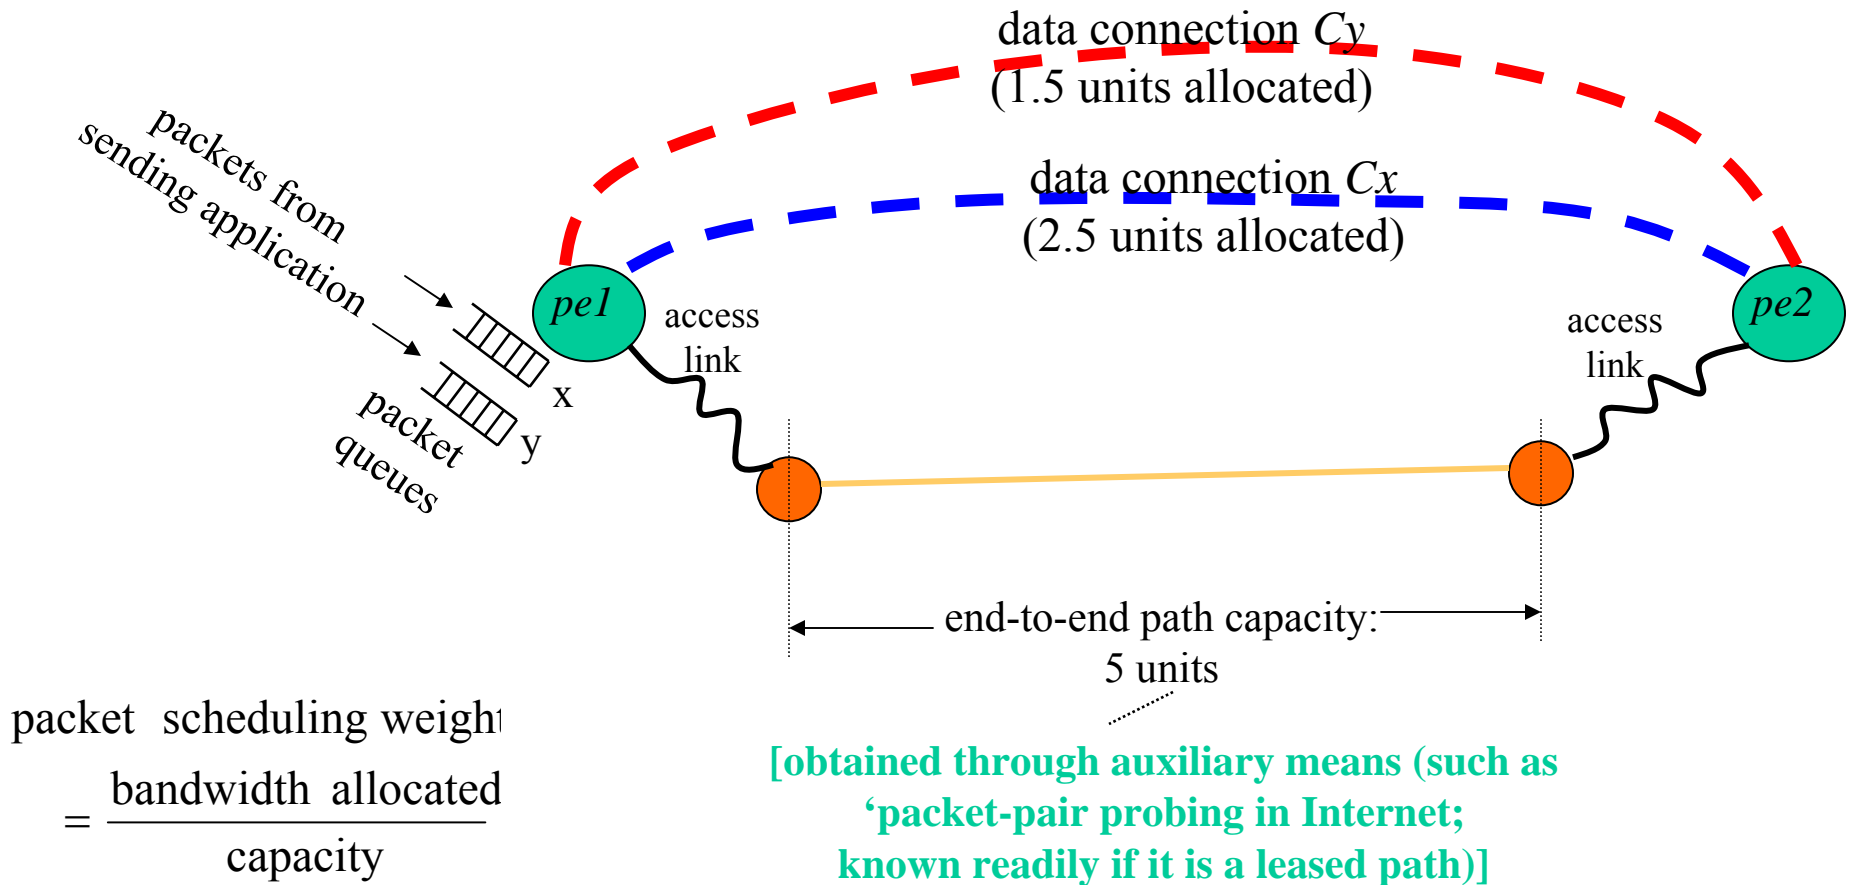 data connection Cy
(1.5 units allocated)
packets from
sending application
data connection Cx
(2.5 units allocated)
pe1
access
link
pe2
access
link
x
y
packet
queues
end-to-end path capacity:
5 units
packet scheduling weight
= bandwidth allocated
capacity
[obtained through auxiliary means (such as
‘packet-pair probing in Internet;
known readily if it is a leased path)]